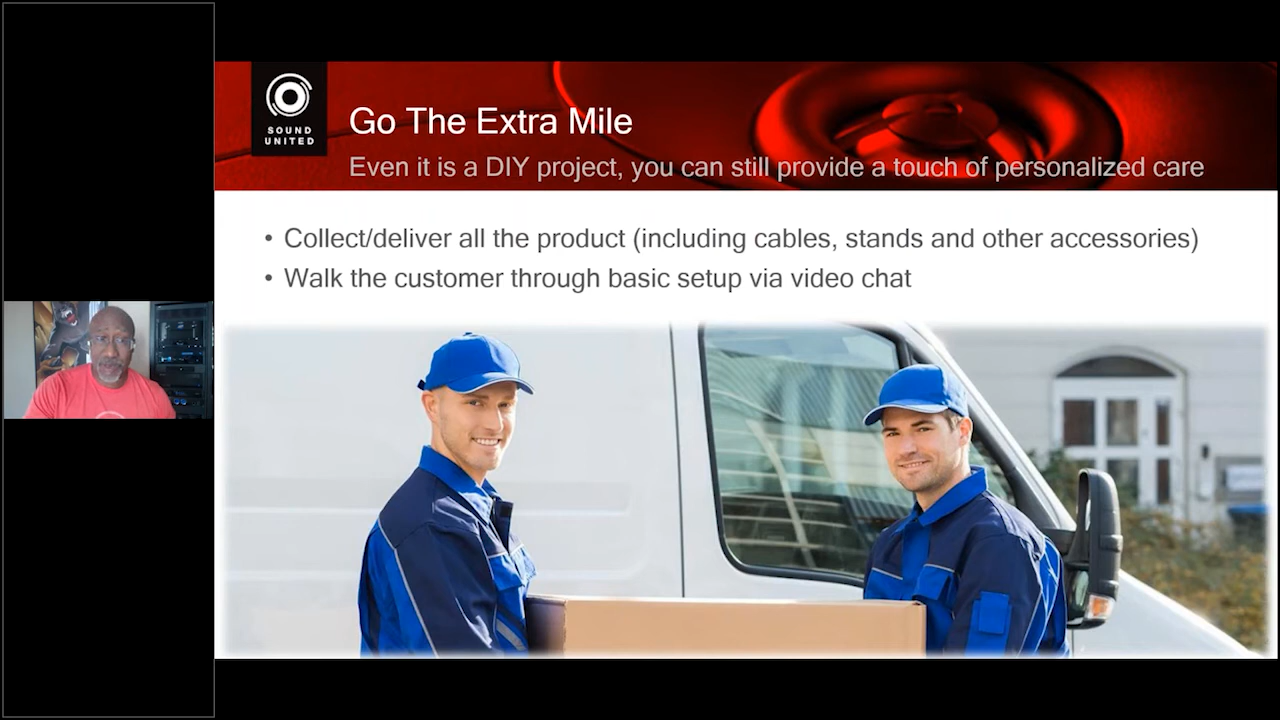 SOUND
UNITED
Go The Extra Mile
Even it is a DIY project, you can still provide a touch of personalized care
• Collect/deliver all the product (including cables, stands and other accessories)
• Walk the customer through basic setup via video chat